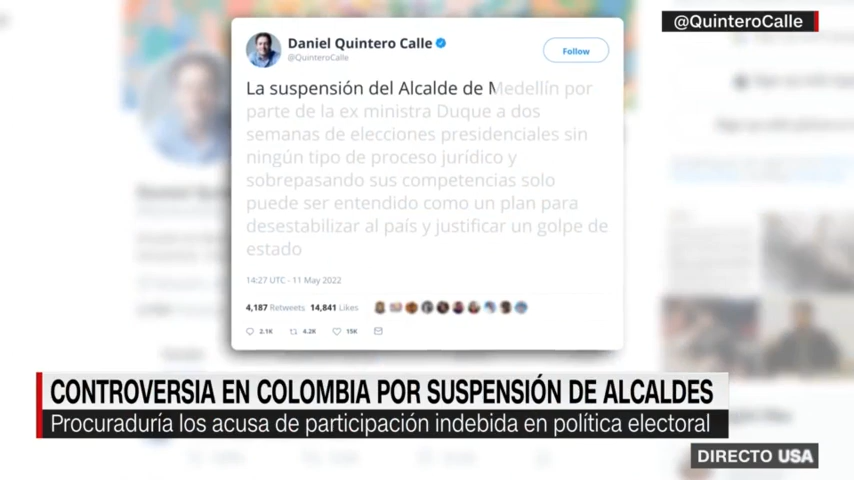 @QuinteroCalle
Daniel Quintero Calle
@QuinteroCalle
Follow
La suspensión del Alcalde de Medellín por
parte de la ex ministra Duque a dos
semanas de elecciones presidenciales sin
ningún tipo de proceso jurídico y
sobrepasando sus competencias solo
puede ser entendido como un plan para
desestabilizar al país y justificar un golpe de
estado
14:27 UTC - 11 May 2022
4,187 Retweets 14,841 Likes
2.1K 4.2K 15K
CONTROVERSIA EN COLOMBIA POR SUSPENSIÓN DE ALCALDES
Procuraduría los acusa de participación indebida en política electoral
DIRECTO USA